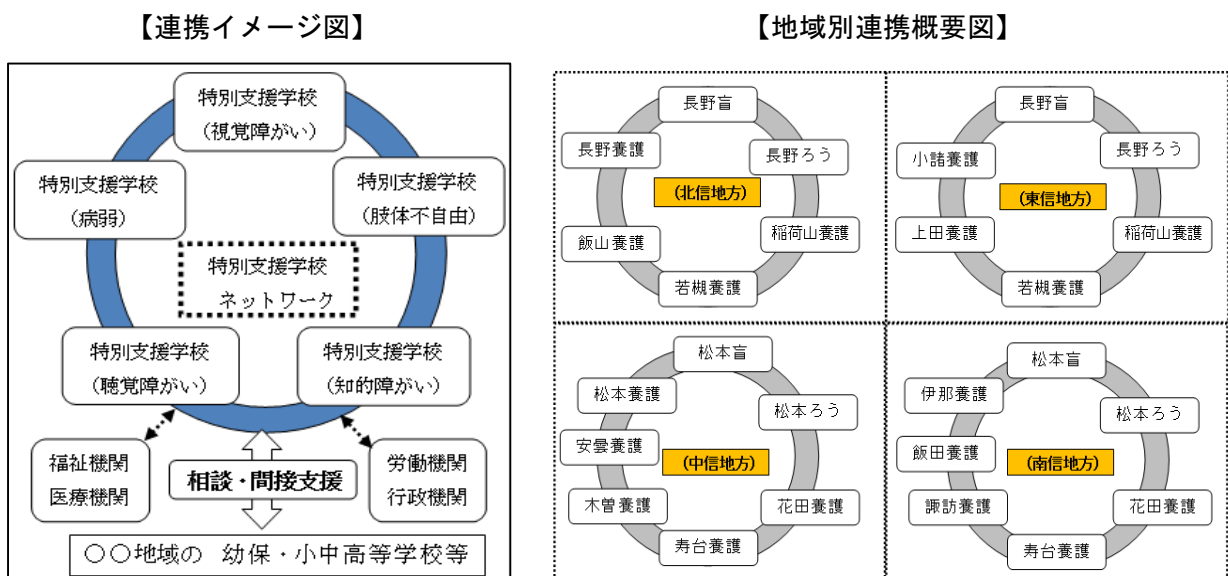 【連携イメージ図】
特別支援学校
(視覚障がい)
特別支援学校
(病弱)
特別支援学校
(肢体不自由)
特別支援学校
ネットワーク
特別支援学校
(聴覚障がい)
特別支援学校
(知的障がい)
福祉機関
医療機関
相談・間接支援
労働機関
行政機関
○○地域の 幼保・小中高等学校等
【地域別連携概要図】
長野盲
長野養護
長野ろう
(北信地方)
飯山養護
稲荷山養護
若槻養護
長野盲
小諸養護
長野ろう
(東信地方)
上田養護
稲荷山養護
若槻養護
松本盲
松本養護
松本ろう
安曇養護
(中信地方)
木曽養護
花田養護
寿台養護
松本盲
伊那養護
松本ろう
飯田養護
(南信地方)
諏訪養護
花田養護
寿台養護